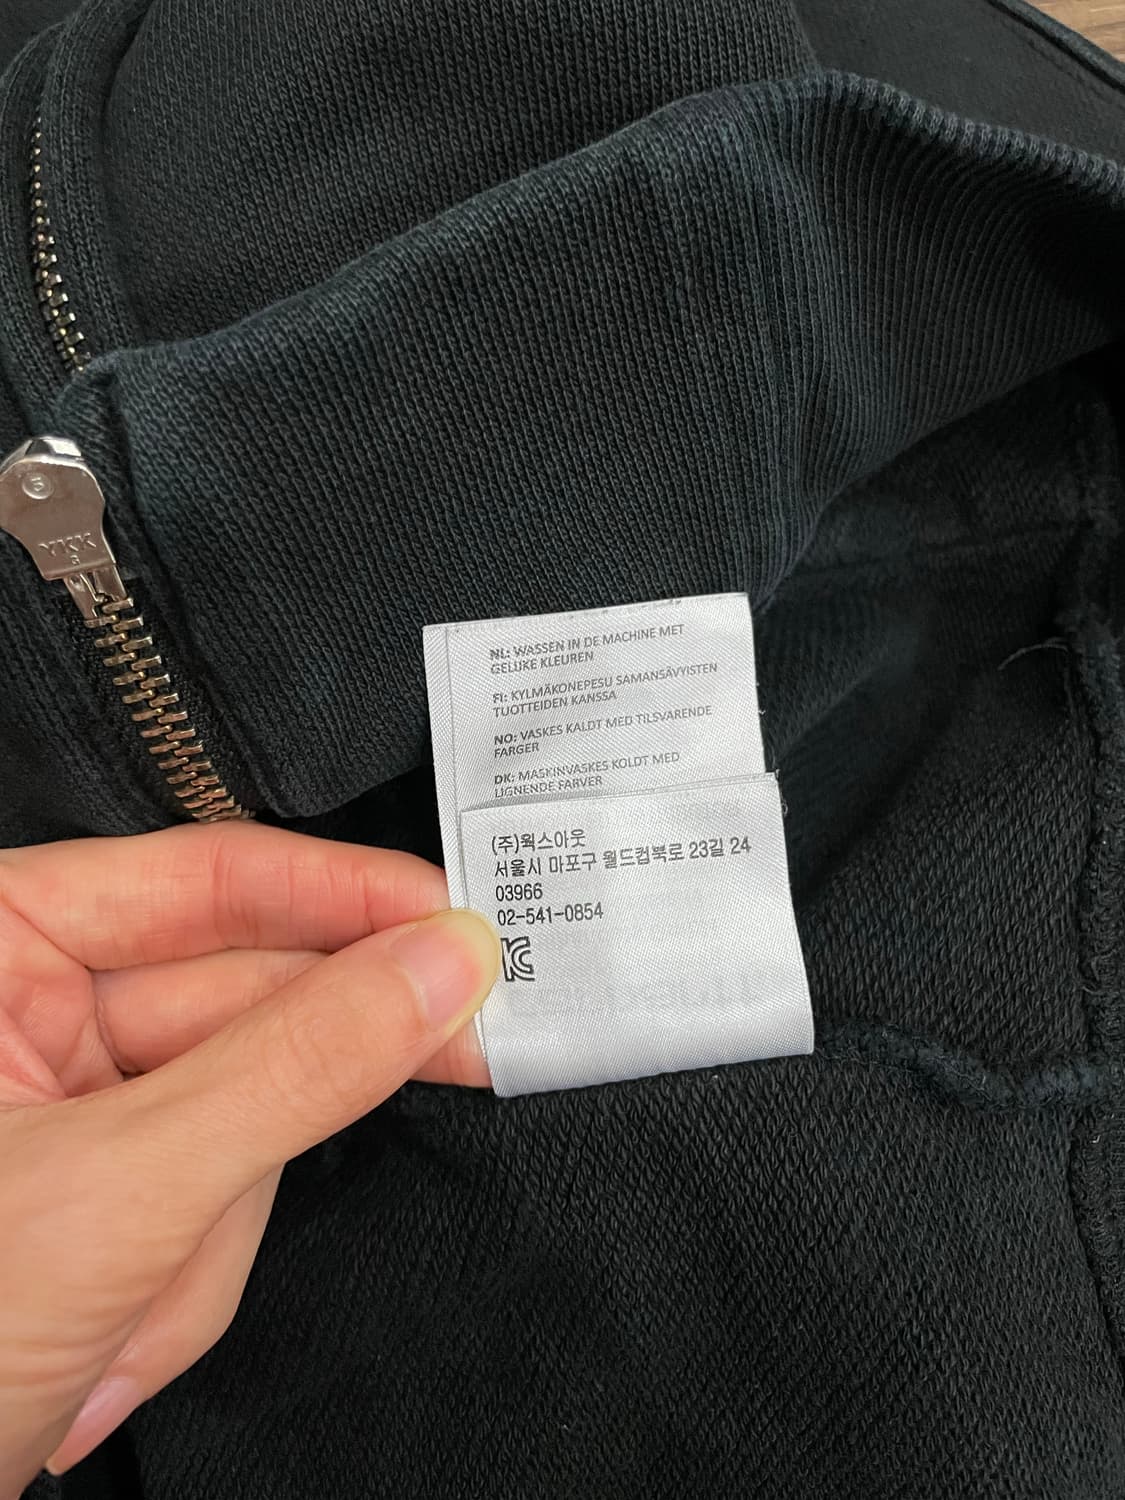 5
YKK
NL: WASSEN IN DE MACHINE MET
GELIJKE KLEUREN
FI: KYLMÄKONEPESU SAMANSÄVYISTEN
TUOTTEIDEN KANSSA
NO: VASKES KALDT MED TILSVARENDE
FARGER
DK: MASKINVASKES KOLDT MED
LIGNENDE FARVER
(주)웍스아웃
서울시 마포구 월드컵북로 23길 24
03966
02-541-0854